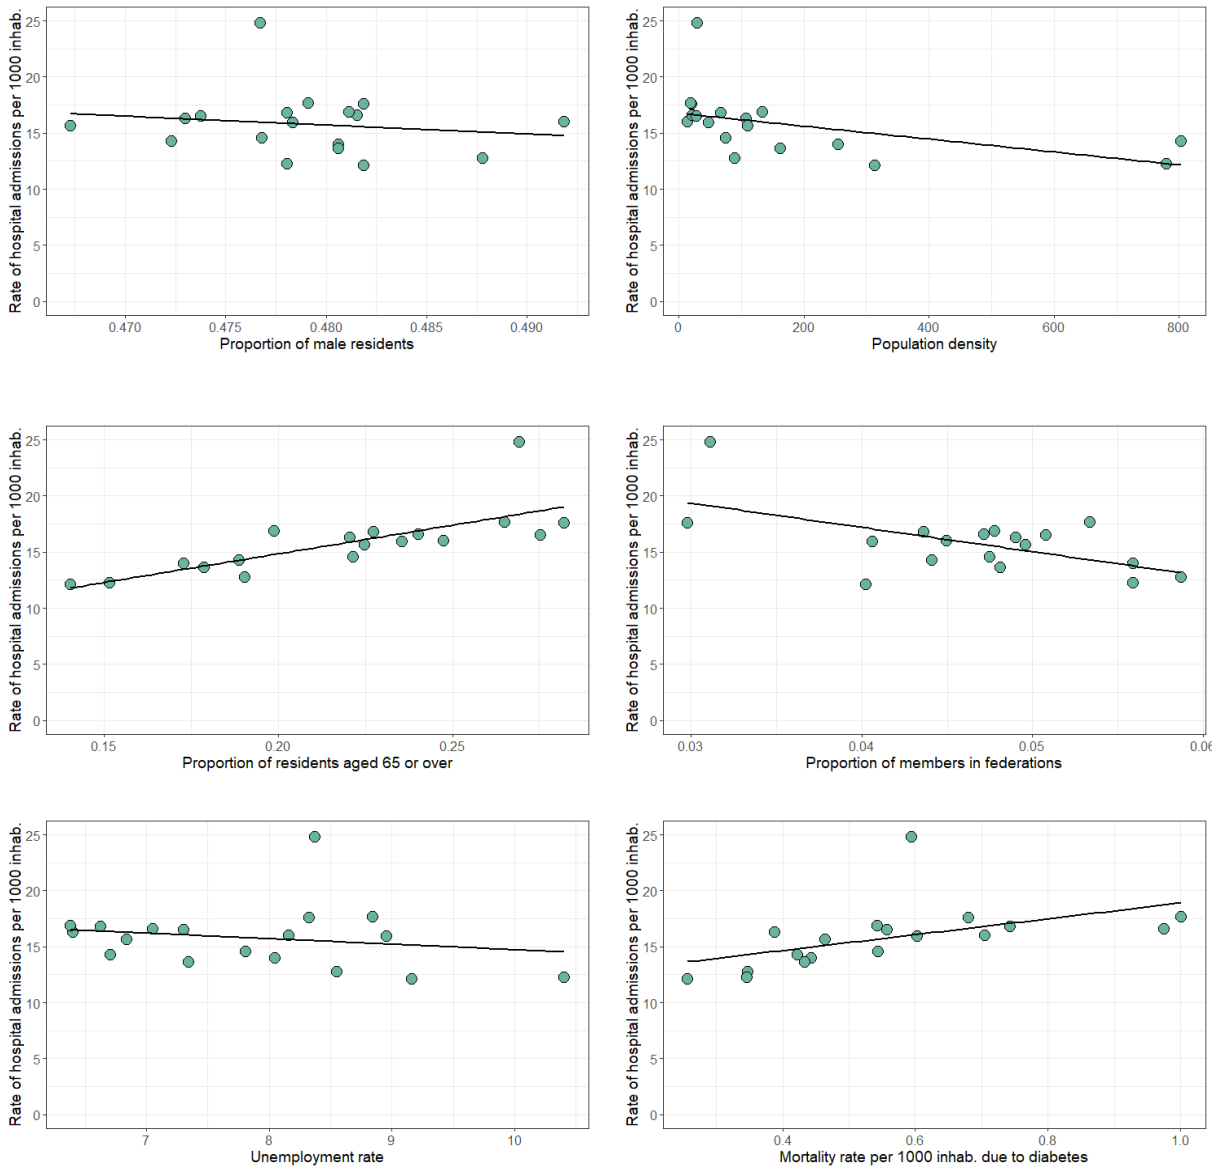 Rate of hospital admissions per 1000 inhab.
25
20
15
10
5
0
0.470 0.475 0.480 0.485 0.490
Proportion of male residents
Rate of hospital admissions per 1000 inhab.
25
20
15
10
5
0
0 200 400 600 800
Population density
Rate of hospital admissions per 1000 inhab.
25
20
15
10
5
0
0.15 0.20 0.25
Proportion of residents aged 65 or over
Rate of hospital admissions per 1000 inhab.
25
20
15
10
5
0
0.03 0.04 0.05 0.06
Proportion of members in federations
Rate of hospital admissions per 1000 inhab.
25
20
15
10
5
0
7 8 9 10
Unemployment rate
Rate of hospital admissions per 1000 inhab.
25
20
15
10
5
0
0.4 0.6 0.8 1.0
Mortality rate per 1000 inhab. due to diabetes